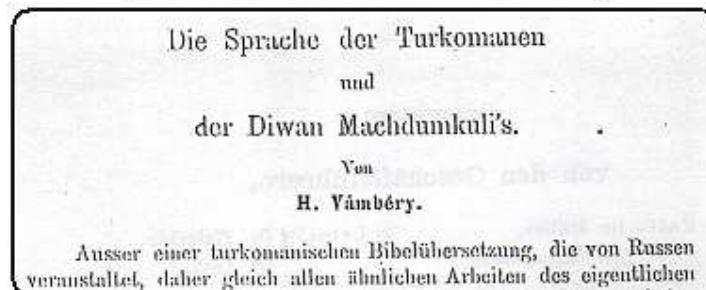 Die Sprache der Turkomanen
und
der Diwan Machdumkuli's.
Von
H. Vámbéry.
Ausser einer turkomanischen Bibelübersetzung, die von Russen
veranstaltet, daher gleich allen ähnlichen Arbeiten des eigentlichen